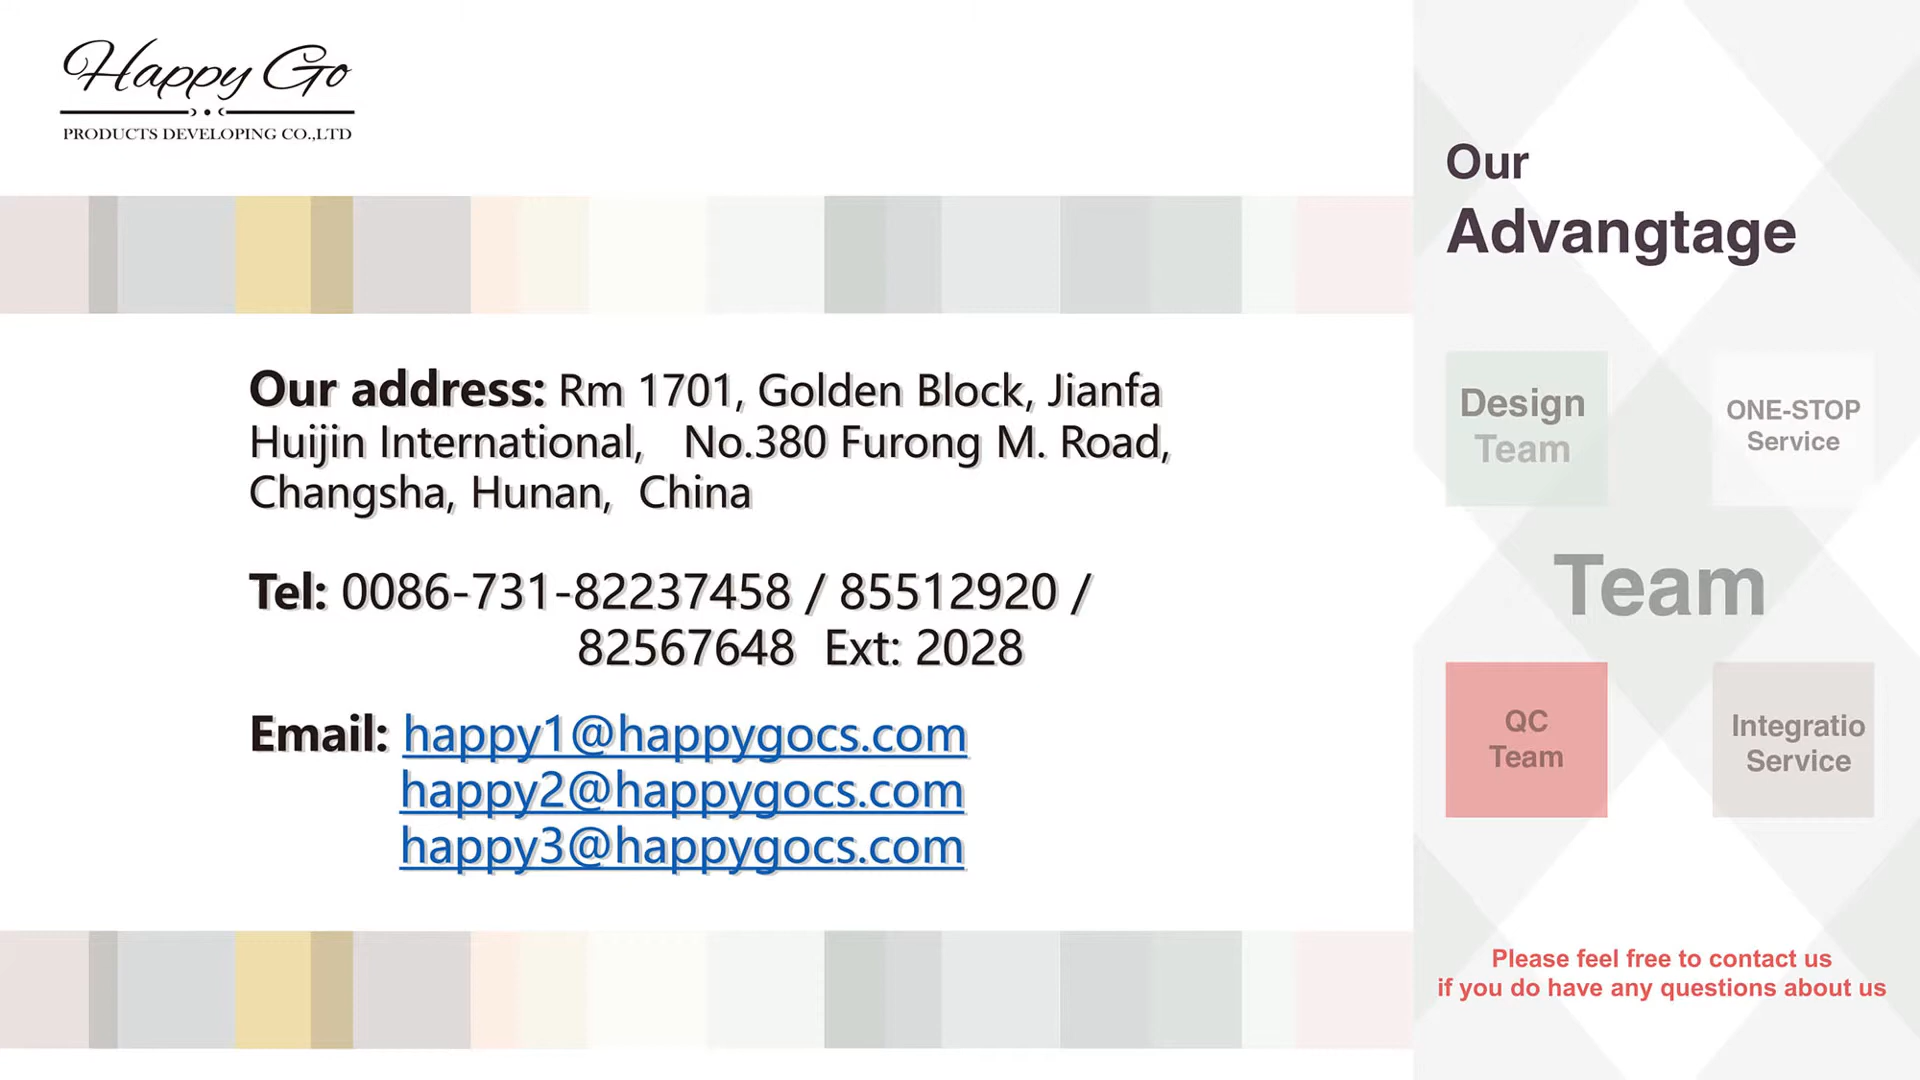 Happy Go
PRODUCTS DEVELOPING CO.,LTD
Our address: Rm 1701, Golden Block, Jianfa
Huijin International, No.380 Furong M. Road,
Changsha, Hunan, China
Tel: 0086-731-82237458 / 85512920 /
82567648 Ext: 2028
Email: happy1@happygocs.com
happy2@happygocs.com
happy3@happygocs.com
Our
Advangtage
Design
Team
ONE-STOP
Service
Team
QC
Team
Integratio
Service
Please feel free to contact us
if you do have any questions about us